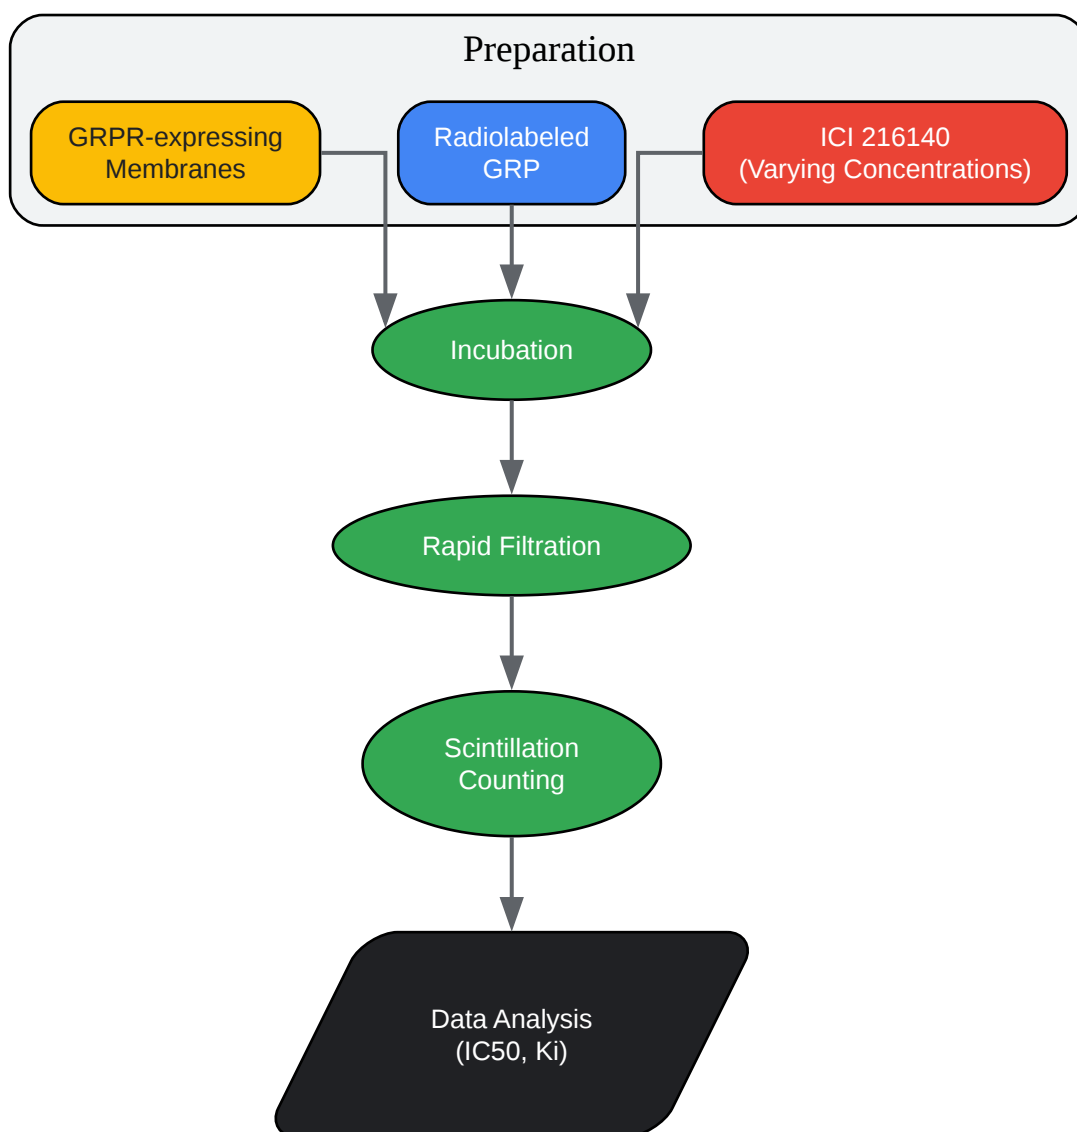 Preparation
GRPR-expressing
Membranes
Radiolabeled
GRP
ICI 216140
(Varying Concentrations)
Incubation
Rapid Filtration
Scintillation
Counting
Data Analysis
(IC50, Ki)